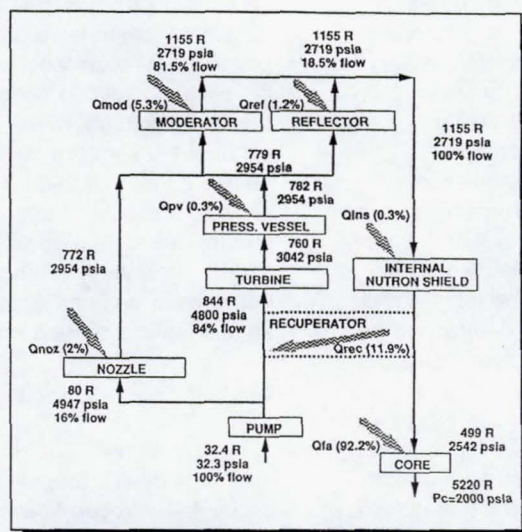 1155 R
2719 psia
81.5% flow
1155 R
2719 psia
18.5% flow
Qmod (5.3%)
MODERATOR
Qref (1.2%)
REFLECTOR
1155 R
2719 psia
100% flow
779 R
2954 psia
782 R
2954 psia
Qpv (0.3%)
PRESS. VESSEL
Qins (0.3%)
772 R
2954 psia
760 R
3042 psia
TURBINE
INTERNAL
NUTRON SHIELD
844 R
4800 psia
84% flow
RECUPERATOR
Qrec (11.9%)
Qnoz (2%)
NOZZLE
80 R
4947 psia
16% flow
PUMP
Qfa (92.2%)
499 R
2542 psia
CORE
32.4 R
32.3 psia
100% flow
5220 R
Pc=2000 psia